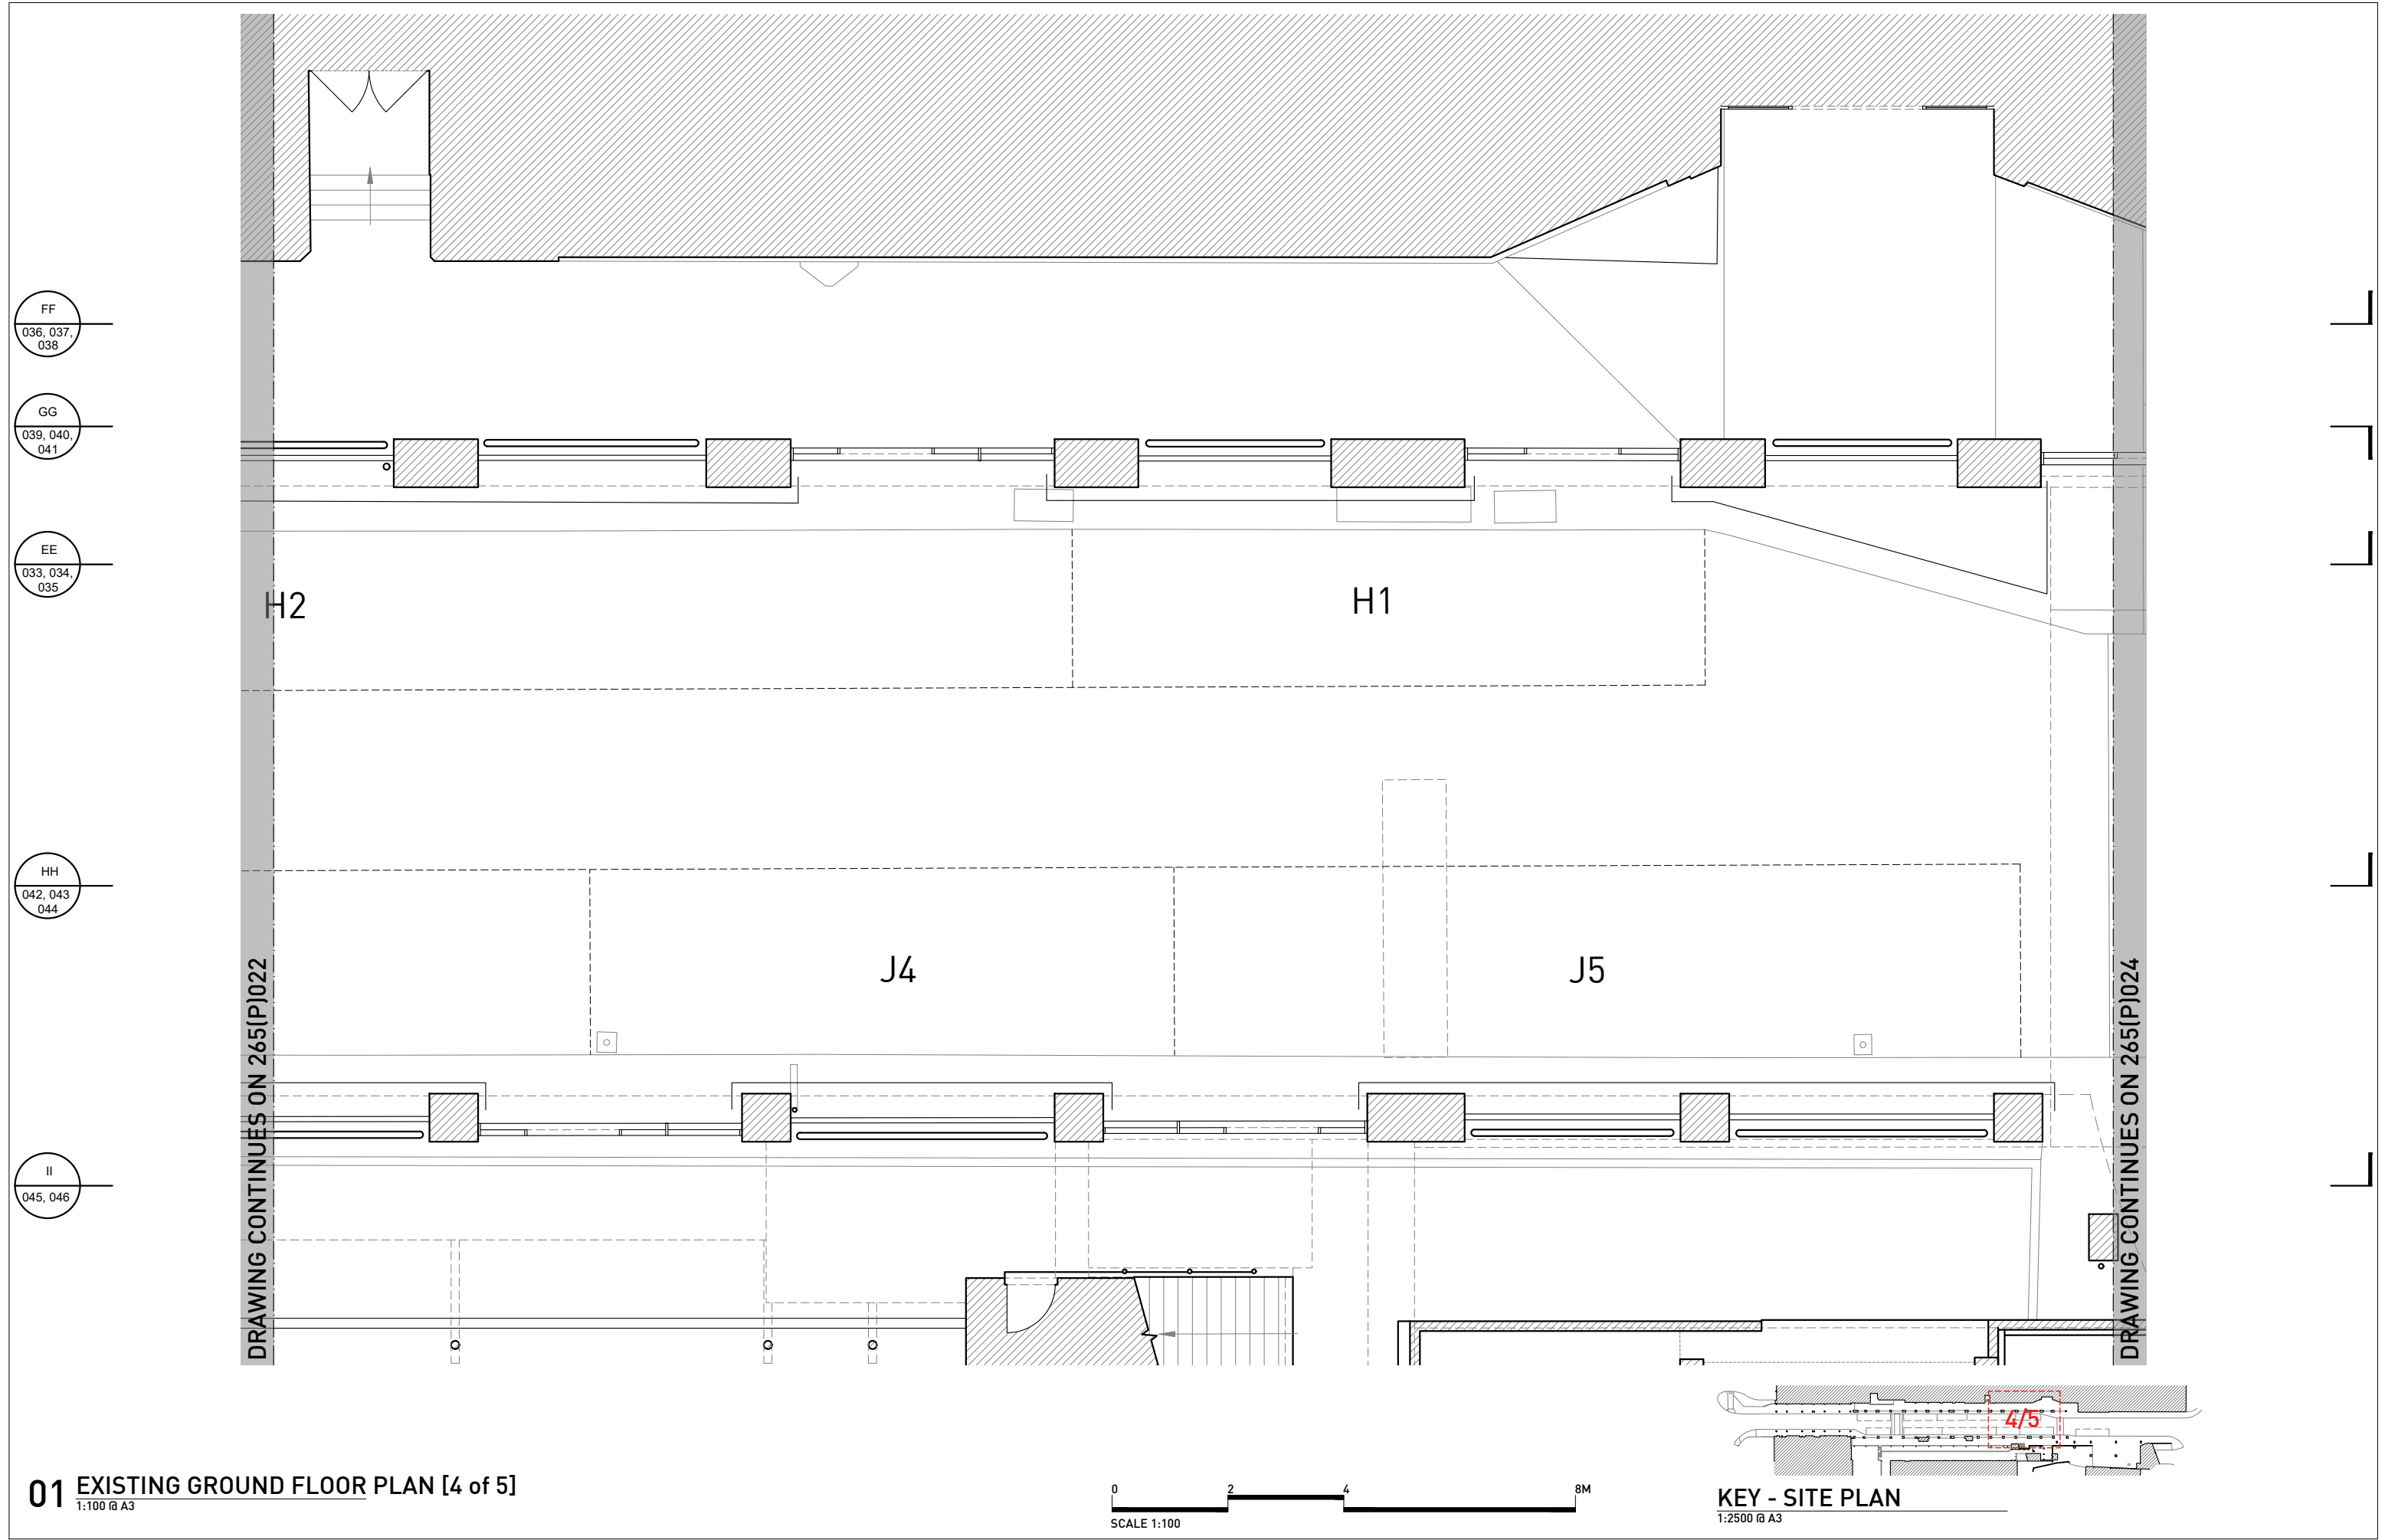 FF
036, 037,
038
GG
039, 040,
041
EE
033, 034,
035
H2
H1
HH
042, 043
044
J4
J5
DRAWING CONTINUES ON 265(P)022
DRAWING CONTINUES ON 265(P)024
II
045, 046
4/5
01 EXISTING GROUND FLOOR PLAN [4 of 5]
1:100 @ A3
0 2 4 8M
SCALE 1:100
KEY - SITE PLAN
1:2500 @ A3